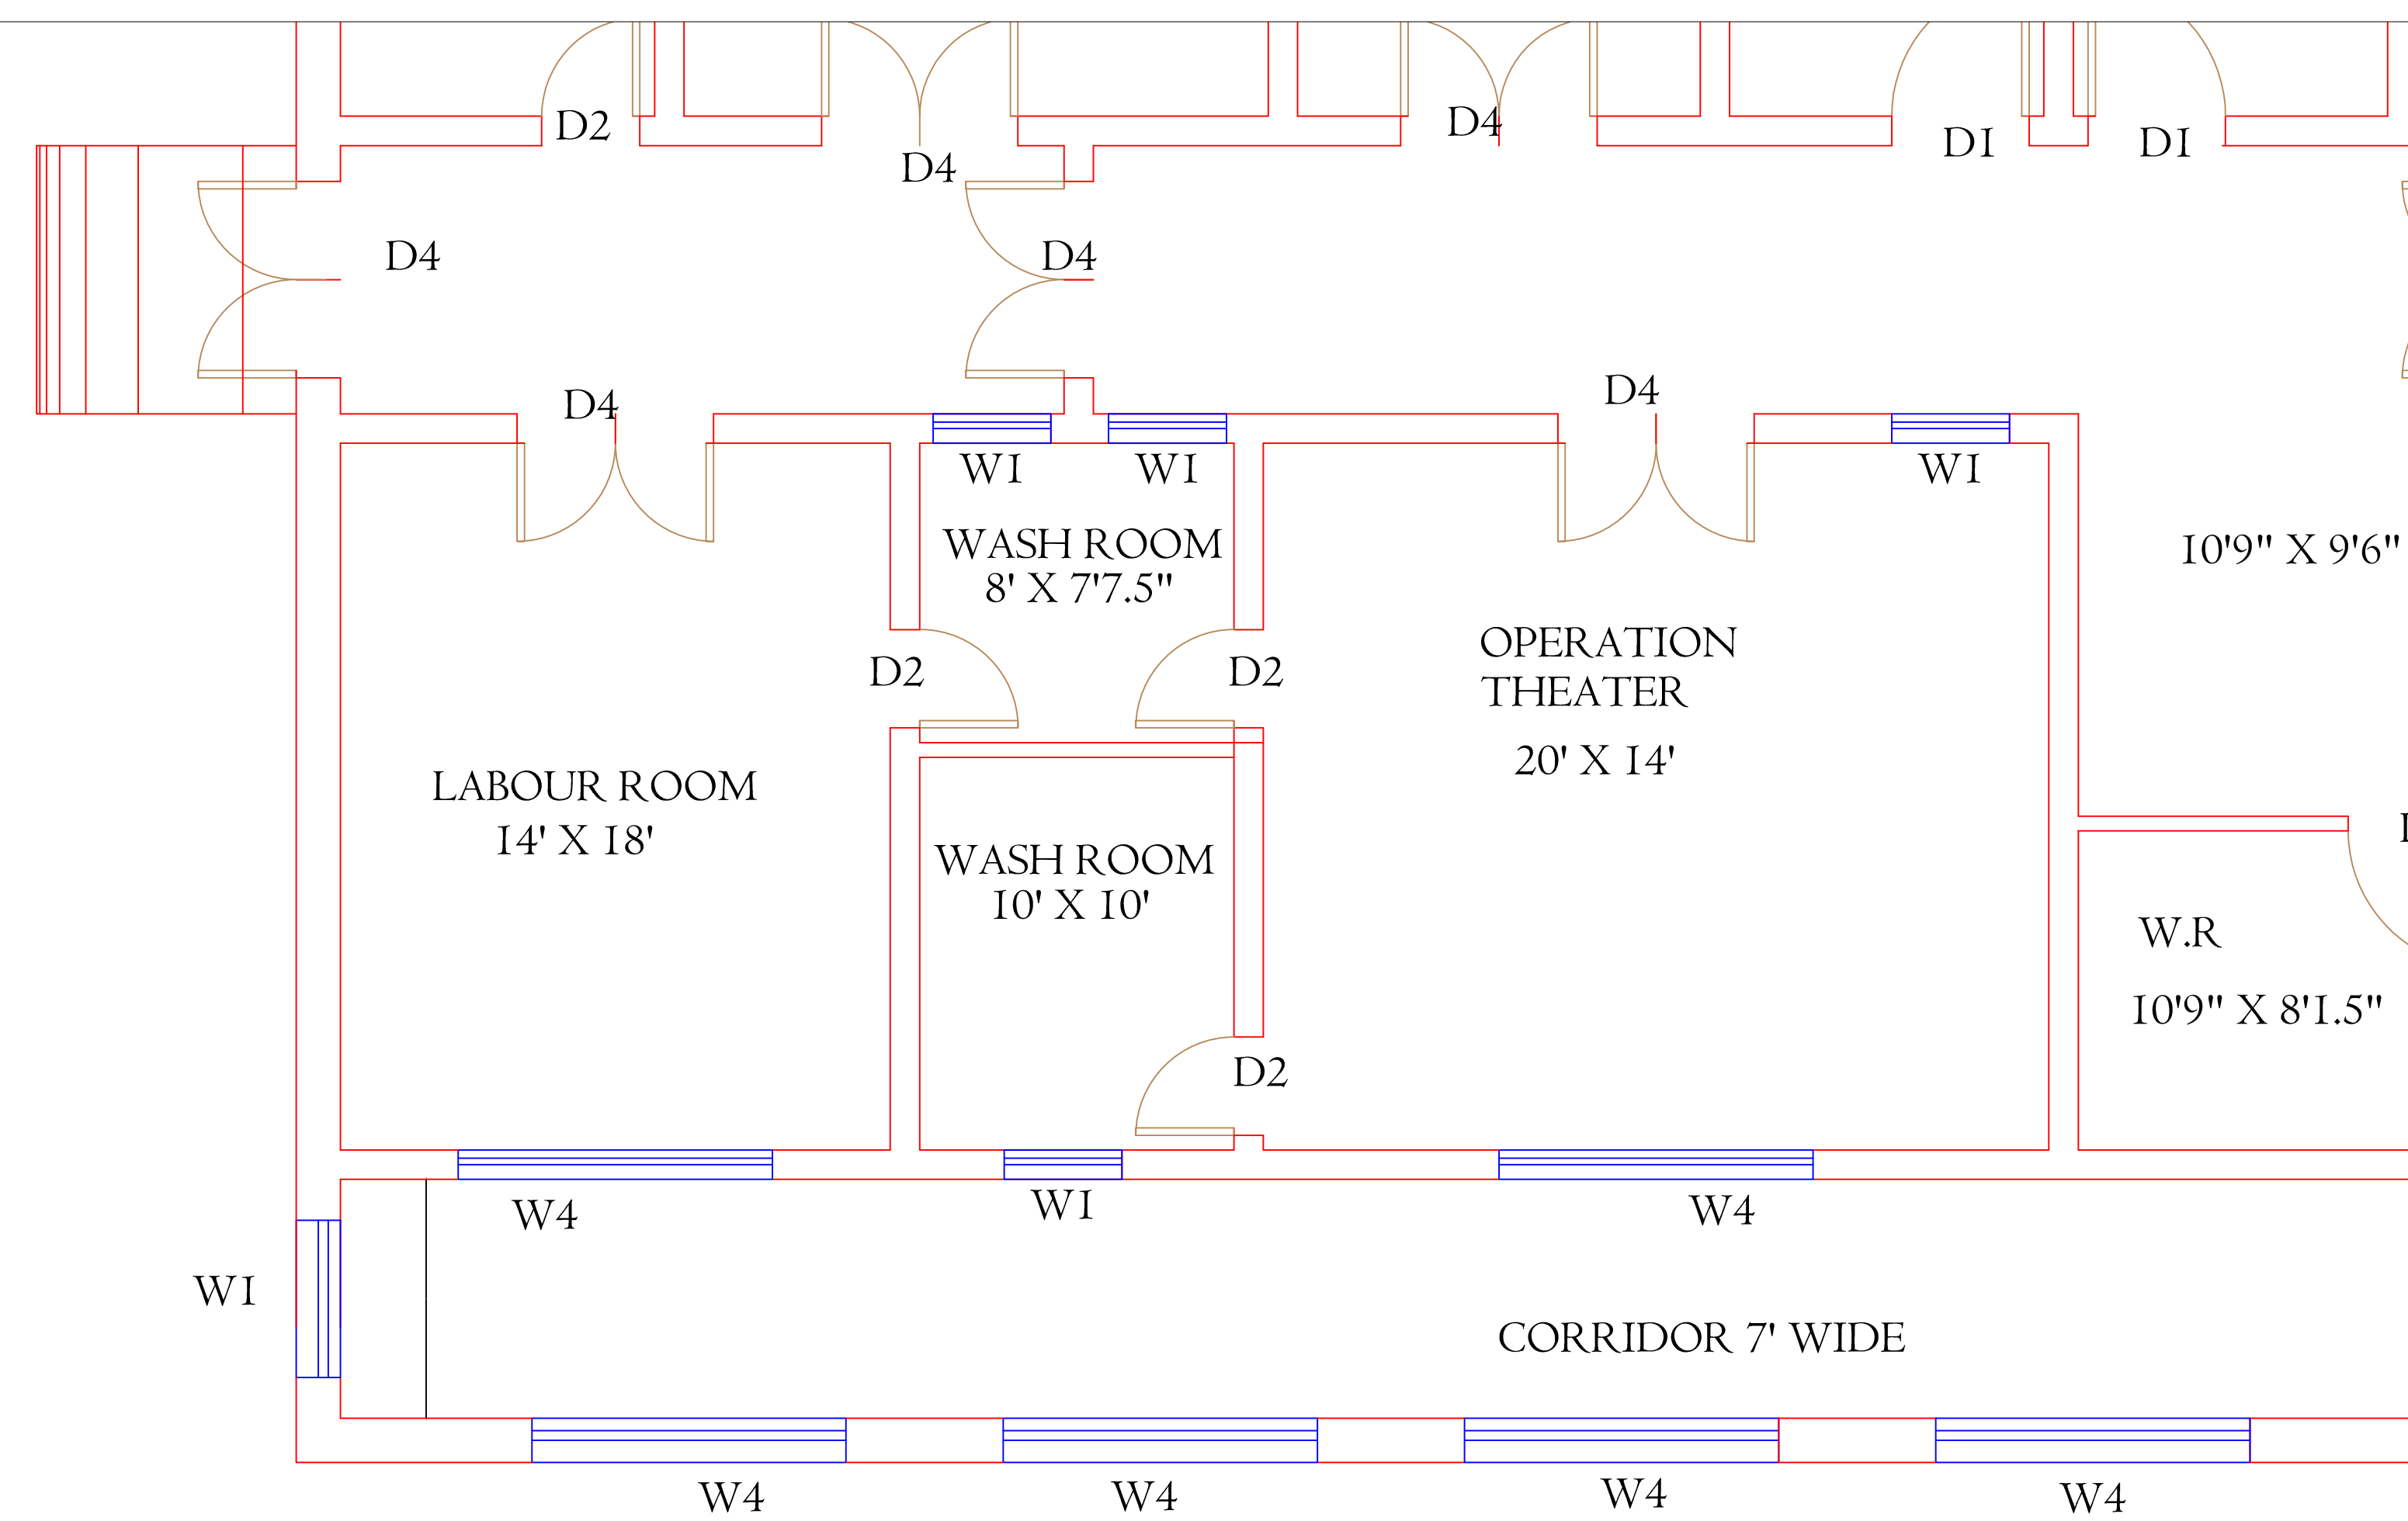 D2
D4
D4
D1
D1
D4
D4
D4
D4
W1
W1
W1
WASH ROOM
8' X 7'7.5"
10'9" X 9'6"
D2
D2
OPERATION
THEATER
20' X 14'
LABOUR ROOM
14' X 18'
WASH ROOM
10' X 10'
W.R
10'9" X 8'1.5"
D2
W4
W1
W4
W1
CORRIDOR 7' WIDE
W4
W4
W4
W4